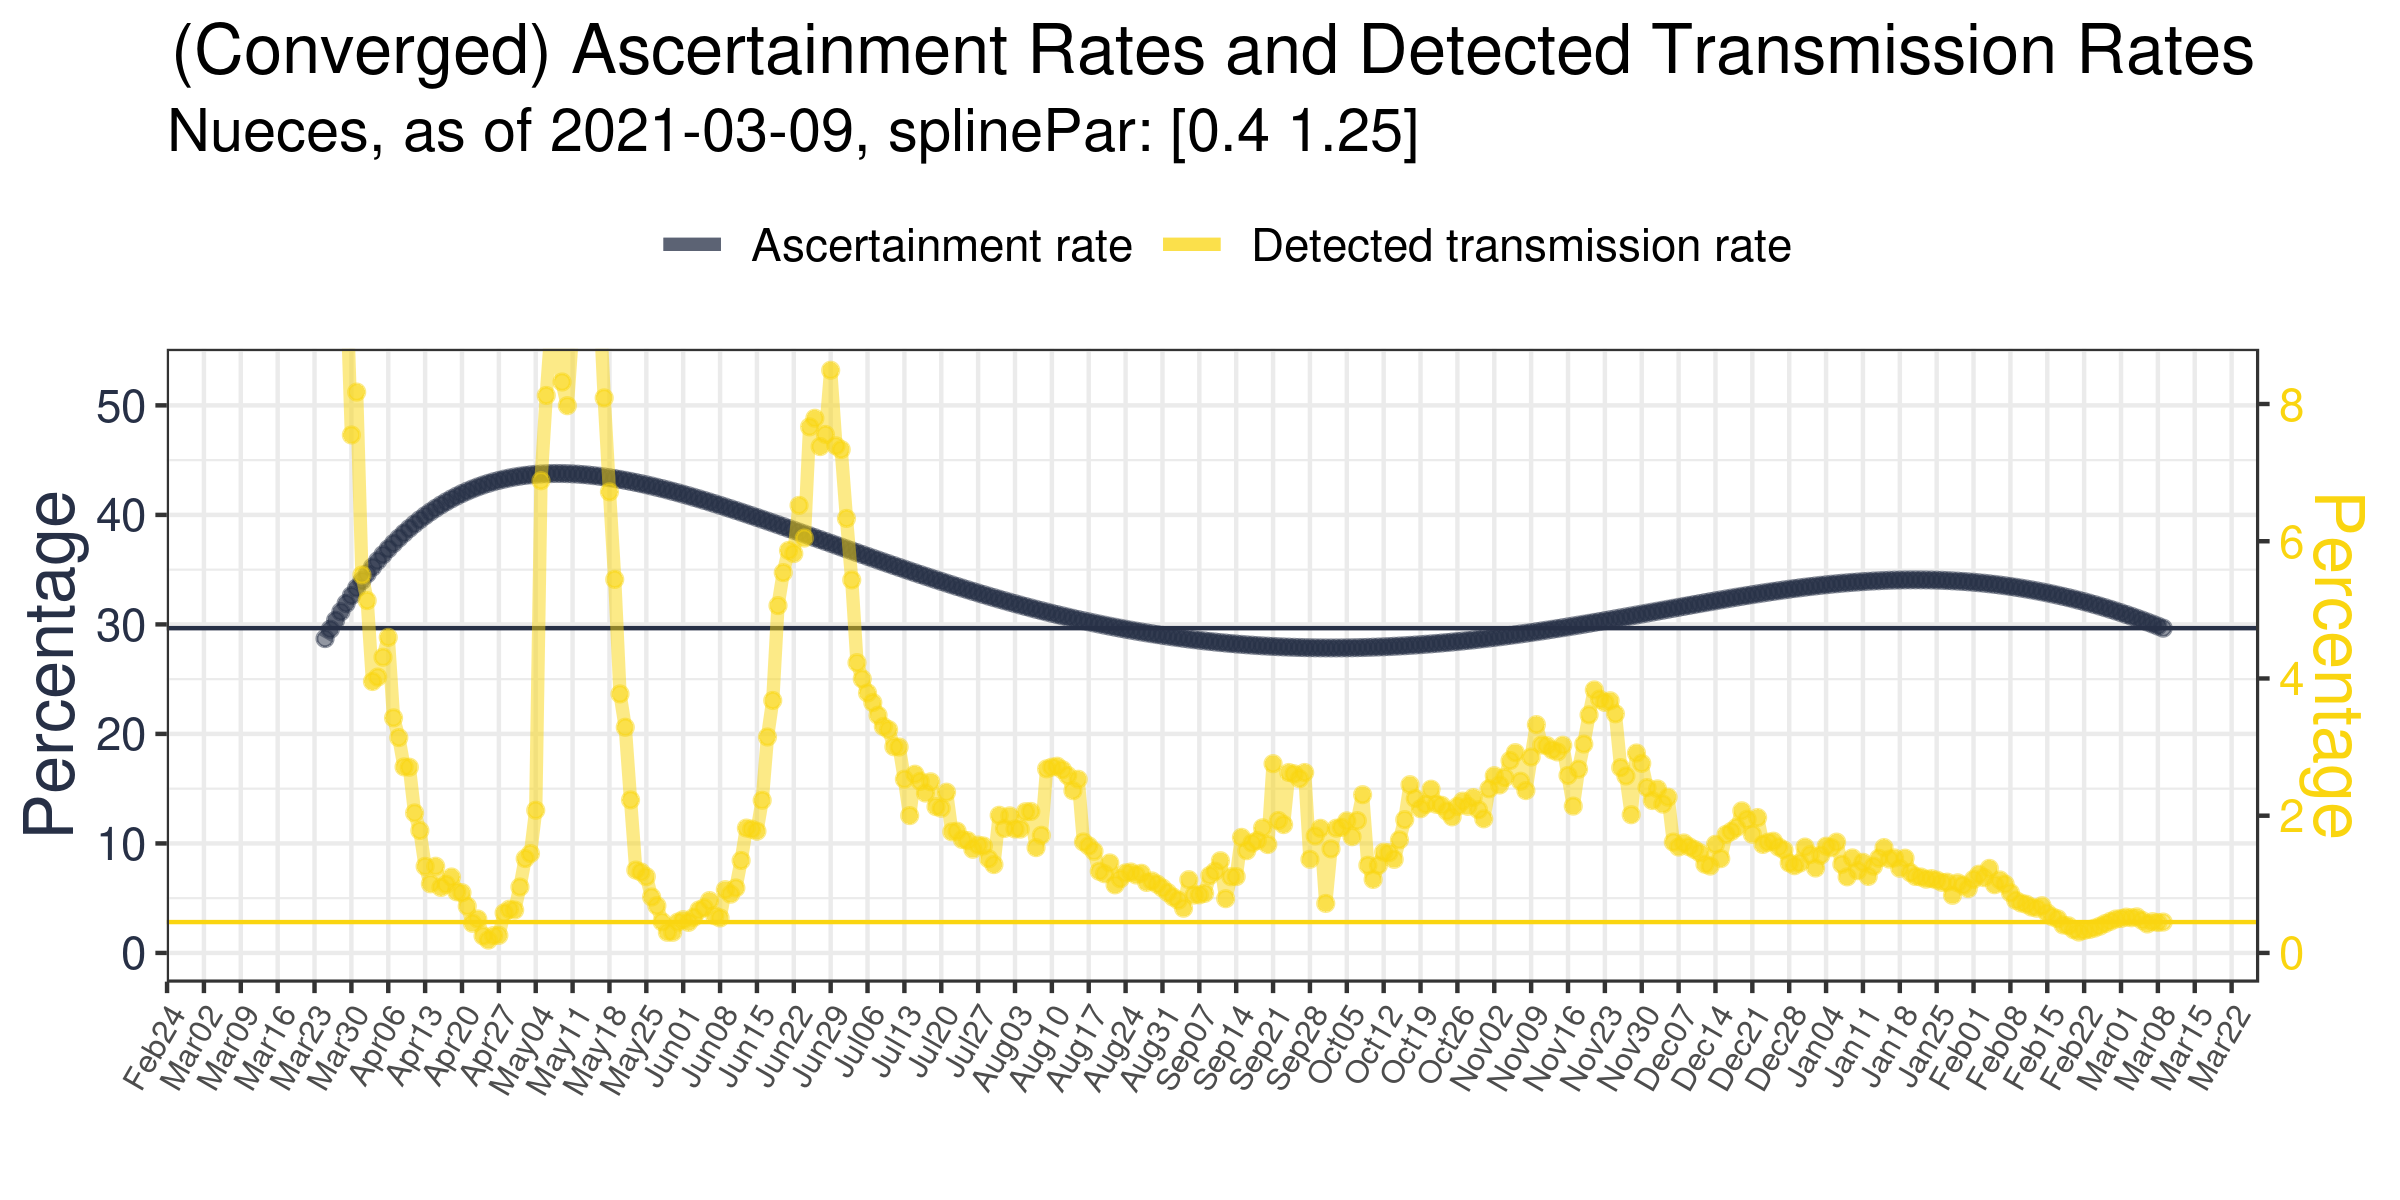 (Converged) Ascertainment Rates and Detected Transmission Rates
Nueces, as of 2021-03-09, splinePar: [0.4 1.25]
Ascertainment rate
Detected transmission rate
Percentage
50
40
30
20
10
0
8
6
4
2
0
Percentage
Feb24
Mar02
Mar09
Mar16
Mar23
Mar30
Apr06
Apr13
Apr20
Apr27
May04
May11
May18
May25
Jun01
Jun08
Jun15
Jun22
Jun29
Jul06
Jul13
Jul20
Jul27
Aug03
Aug10
Aug17
Aug24
Aug31
Sep07
Sep14
Sep21
Sep28
Oct05
Oct12
Oct19
Oct26
Nov02
Nov09
Nov16
Nov23
Nov30
Dec07
Dec14
Dec21
Dec28
Jan04
Jan11
Jan18
Jan25
Feb01
Feb08
Feb15
Feb22
Mar01
Mar08
Mar15
Mar22